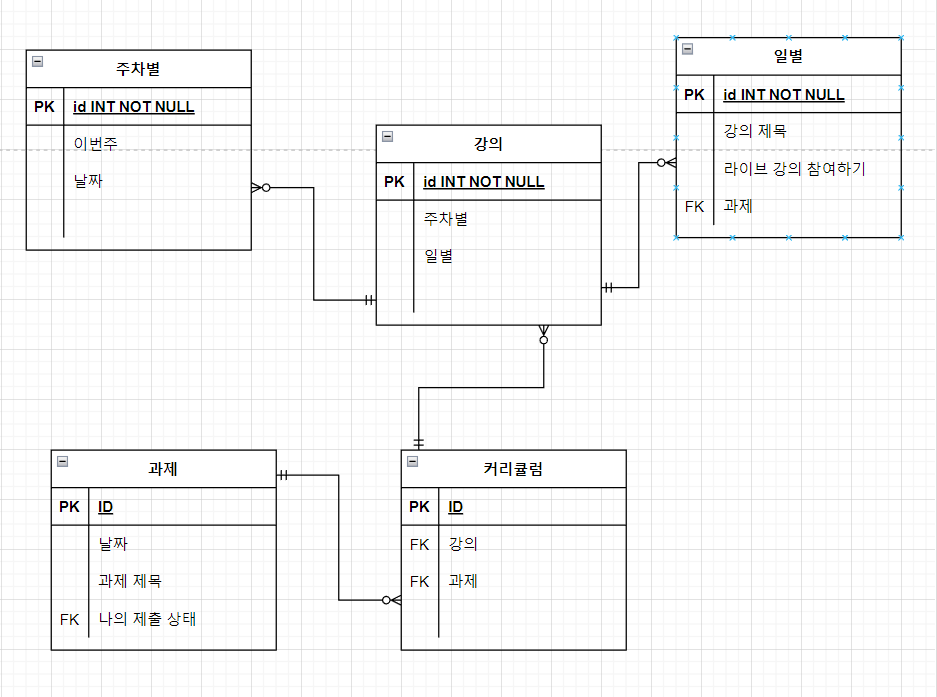 주차별
PK id INT NOT NULL
이번주
날짜
강의
PK id INT NOT NULL
주차별
일별
일별
PK id INT NOT NULL
강의 제목
라이브 강의 참여하기
FK 과제
과제
PK ID
날짜
과제 제목
FK 나의 제출 상태
커리큘럼
PK ID
FK 강의
FK 과제